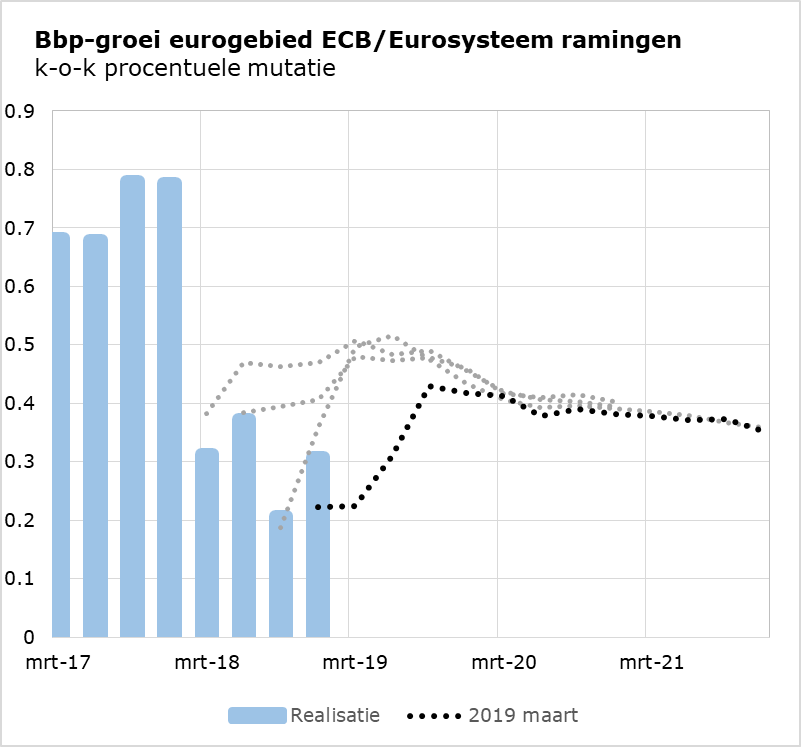 Bbp-groei eurogebied ECB/Eurosysteem ramingen
k-o-k procentuele mutatie
0.9
0.8
0.7
0.6
0.5
0.4
0.3
0.2
0.1
0
mrt-17 mrt-18 mrt-19 mrt-20 mrt-21
Realisatie 2019 maart